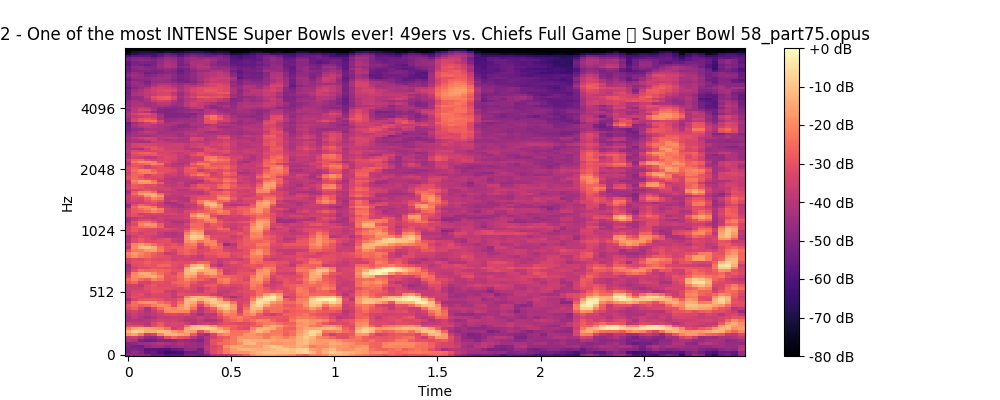 2 - One of the most INTENSE Super Bowls ever! 49ers vs. Chiefs Full Game Super Bowl 58_part75.opus
+0 dB
-10 dB
-20 dB
-30 dB
-40 dB
-50 dB
-60 dB
-70 dB
-80 dB
4096
2048
1024
512
0
Hz
0 0.5 1 1.5 2 2.5
Time